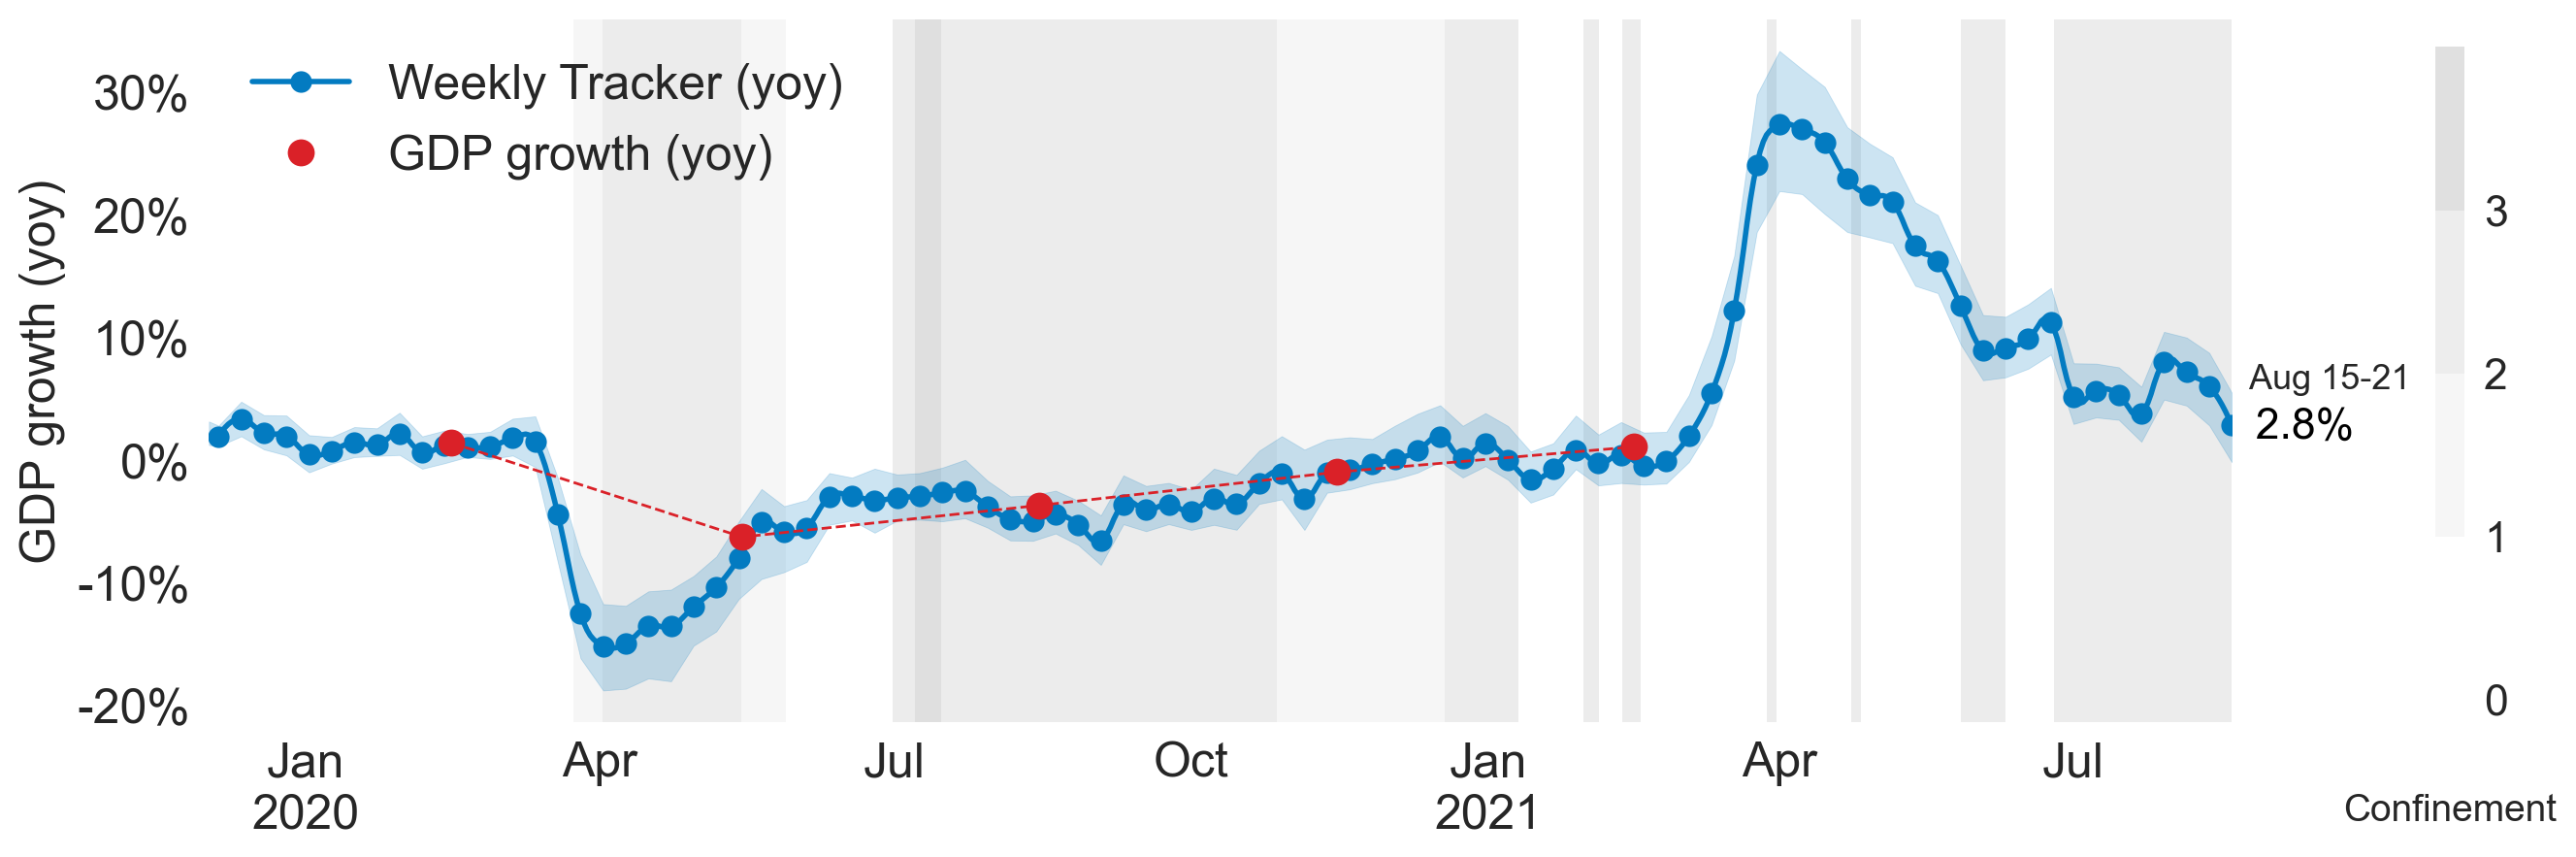 Weekly Tracker (yoy)
GDP growth (yoy)
GDP growth (yoy)
30%
20%
10%
0%
-10%
-20%
Jan
2020
Apr
Jul
Oct
Jan
2021
Apr
Jul
Aug 15-21
2.8%
3
2
1
0
Confinement